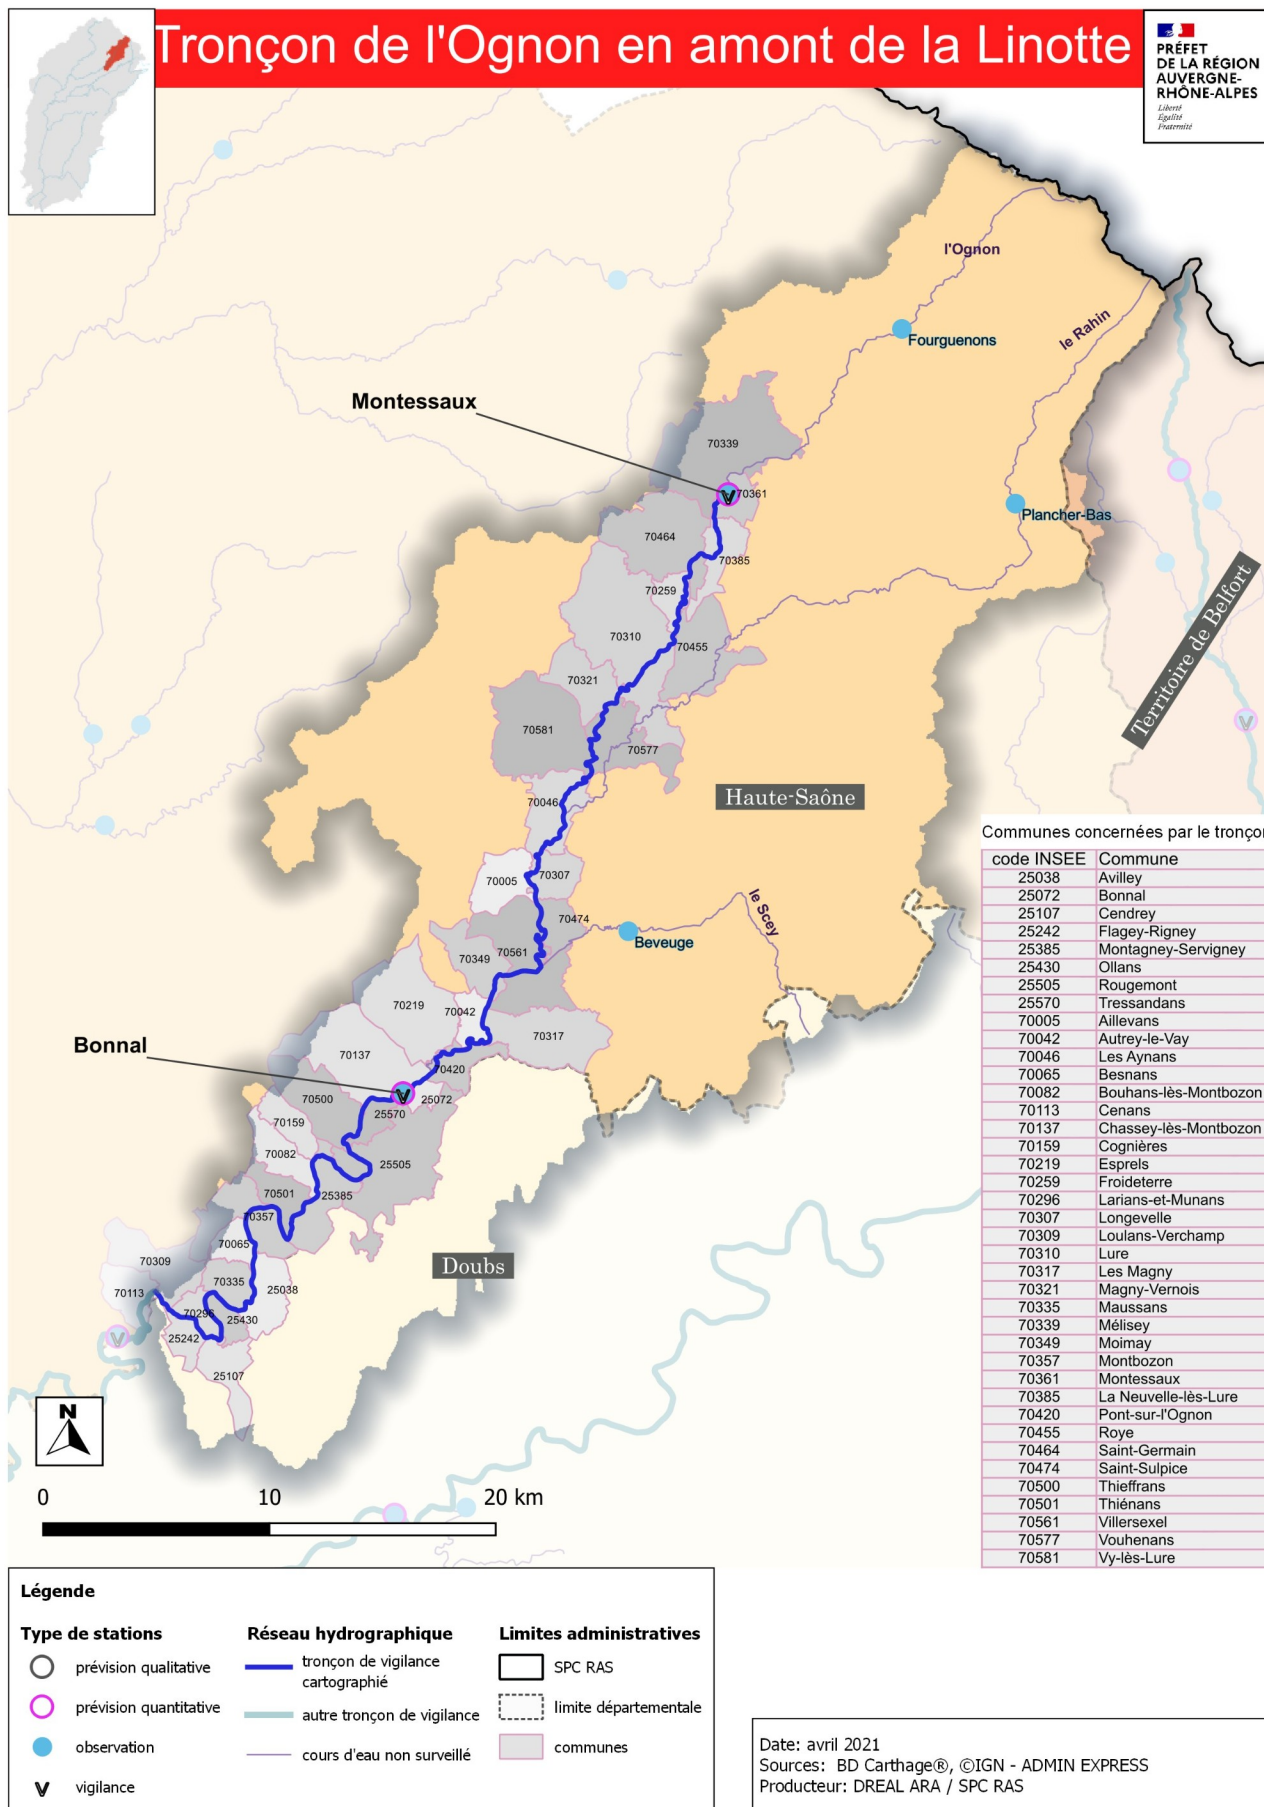 Tronçon de l'Ognon en amont de la Linotte
PRÉFET
DE LA RÉGION
AUVERGNE-
RHÔNE-ALPES
Liberté
Égalité
Fraternité
l'Ognon
Fourguenons
le Rahin
Montessaux
70339
70361
Plancher-Bas
70464
70385
70259
70310
70455
Territoire de Belfort
70321
70581
70577
Haute-Saône
70046
70005
70307
le Scey
70474
Beveuge
70561
70349
70219
70042
70317
Bonnal
70137
70420
70500
25072
25570
70159
70082
25505
70501
25385
70357
70065
70309
Doubs
70335
70113
25038
70296
25430
25242
25107
Communes concernées par le tronçon
code INSEE Commune
25038 Avilley
25072 Bonnal
25107 Cendrey
25242 Flagey-Rigney
25385 Montagney-Servigney
25430 Ollans
25505 Rougemont
25570 Tressandans
70005 Aillevans
70042 Autrey-le-Vay
70046 Les Aynans
70065 Besnans
70082 Bouhans-lès-Montbozon
70113 Cenans
70137 Chassey-lès-Montbozon
70159 Cognières
70219 Esprels
70259 Froideterre
70296 Larians-et-Munans
70307 Longevelle
70309 Loulans-Verchamp
70310 Lure
70317 Les Magny
70321 Magny-Vernois
70335 Maussans
70339 Mélisey
70349 Moimay
70357 Montbozon
70361 Montessaux
70385 La Neuvelle-lès-Lure
70420 Pont-sur-l'Ognon
70455 Roye
70464 Saint-Germain
70474 Saint-Sulpice
70500 Thieffrans
70501 Thiénans
70561 Villersexel
70577 Vouhenans
70581 Vy-lès-Lure
N
0 10 20 km
Légende
Type de stations
prévision qualitative
prévision quantitative
observation
V vigilance
Réseau hydrographique
tronçon de vigilance
cartographié
autre tronçon de vigilance
cours d'eau non surveillé
Limites administratives
SPC RAS
limite départementale
communes
Date: avril 2021
Sources: BD Carthage®, ©IGN - ADMIN EXPRESS
Producteur: DREAL ARA / SPC RAS